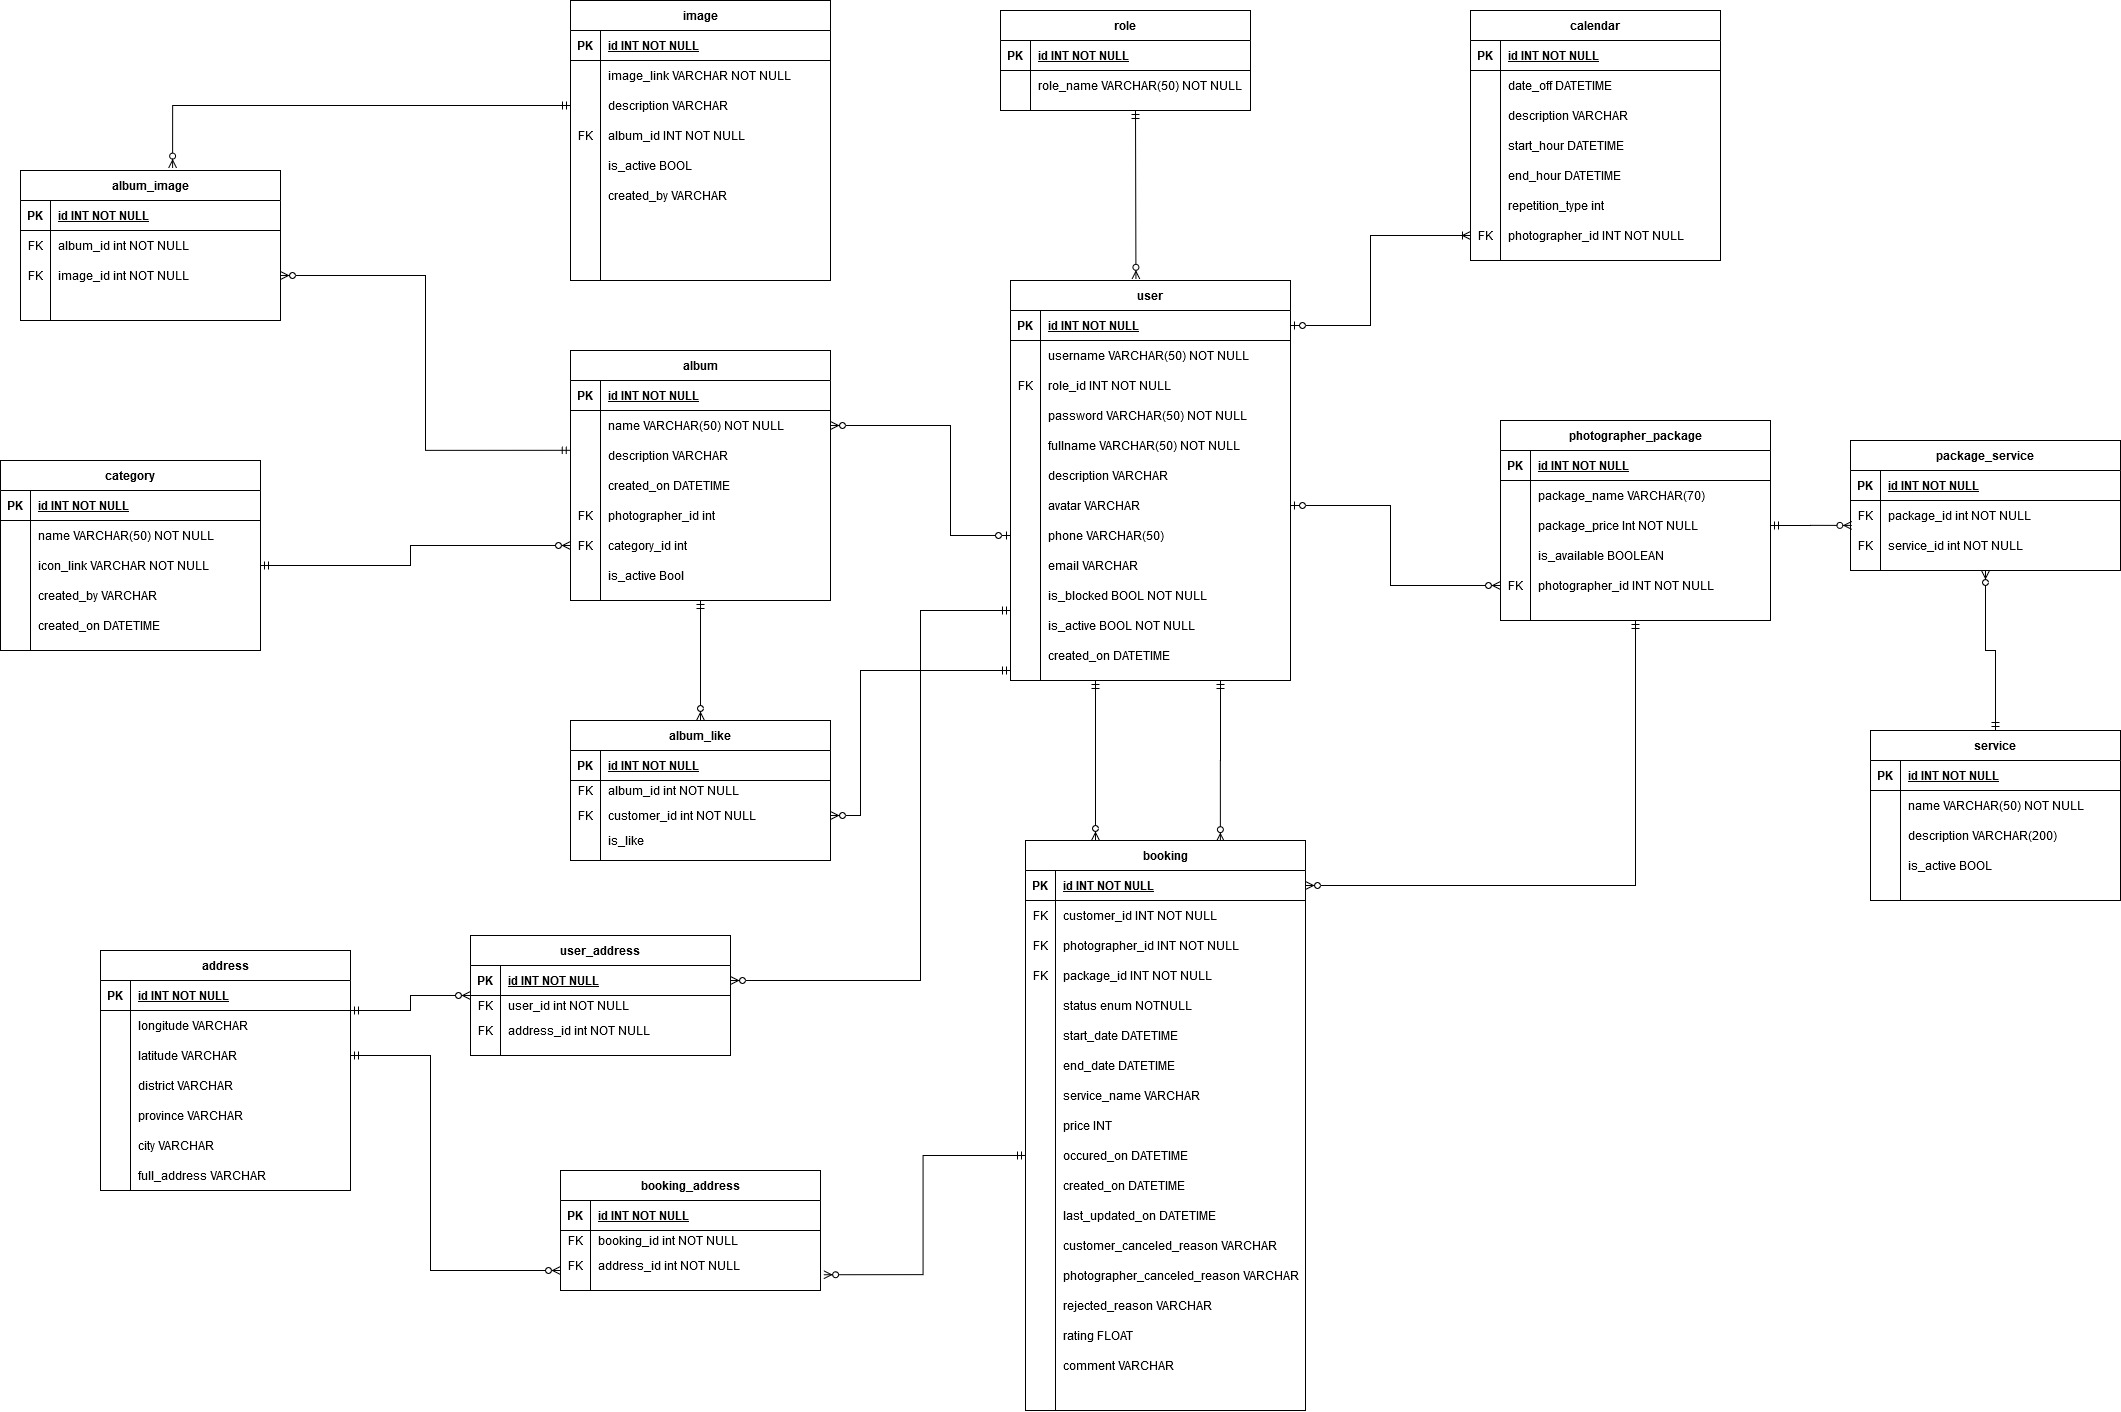 image
PK id INT NOT NULL
image_link VARCHAR NOT NULL
description VARCHAR
FK album_id INT NOT NULL
is_active BOOL
created_by VARCHAR
role
PK id INT NOT NULL
role_name VARCHAR(50) NOT NULL
calendar
PK id INT NOT NULL
date_off DATETIME
description VARCHAR
start_hour DATETIME
end_hour DATETIME
repetition_type int
FK photographer_id INT NOT NULL
album_image
PK id INT NOT NULL
FK album_id int NOT NULL
FK image_id int NOT NULL
user
PK id INT NOT NULL
username VARCHAR(50) NOT NULL
FK role_id INT NOT NULL
password VARCHAR(50) NOT NULL
fullname VARCHAR(50) NOT NULL
description VARCHAR
avatar VARCHAR
phone VARCHAR(50)
email VARCHAR
is_blocked BOOL NOT NULL
is_active BOOL NOT NULL
created_on DATETIME
album
PK id INT NOT NULL
name VARCHAR(50) NOT NULL
description VARCHAR
created_on DATETIME
FK photographer_id int
FK category_id int
is_active Bool
category
PK id INT NOT NULL
name VARCHAR(50) NOT NULL
icon_link VARCHAR NOT NULL
created_by VARCHAR
created_on DATETIME
photographer_package
PK id INT NOT NULL
package_name VARCHAR(70)
package_price Int NOT NULL
is_available BOOLEAN
FK photographer_id INT NOT NULL
package_service
PK id INT NOT NULL
FK package_id int NOT NULL
FK service_id int NOT NULL
service
PK id INT NOT NULL
name VARCHAR(50) NOT NULL
description VARCHAR(200)
is_active BOOL
album_like
PK id INT NOT NULL
FK album_id int NOT NULL
FK customer_id int NOT NULL
is_like
booking
PK id INT NOT NULL
FK customer_id INT NOT NULL
FK photographer_id INT NOT NULL
FK package_id INT NOT NULL
status enum NOTNULL
start_date DATETIME
end_date DATETIME
service_name VARCHAR
price INT
occured_on DATETIME
created_on DATETIME
last_updated_on DATETIME
customer_canceled_reason VARCHAR
photographer_canceled_reason VARCHAR
rejected_reason VARCHAR
rating FLOAT
comment VARCHAR
user_address
PK id INT NOT NULL
FK user_id int NOT NULL
FK address_id int NOT NULL
address
PK id INT NOT NULL
longitude VARCHAR
latitude VARCHAR
district VARCHAR
province VARCHAR
city VARCHAR
full_address VARCHAR
booking_address
PK id INT NOT NULL
FK booking_id int NOT NULL
FK address_id int NOT NULL